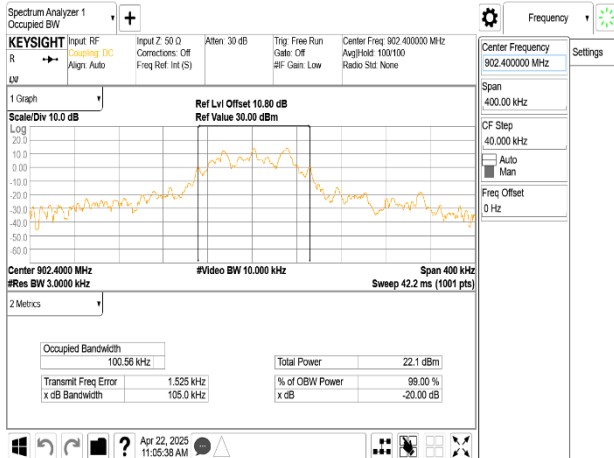 Spectrum Analyzer 1
Occupied BW
+
Frequency
KEYSIGHT Input: RF Input Z: 50 Ω Atten: 30 dB Trig: Free Run Center Freq: 902.400000 MHz
R Coupling: DC Corrections: Off Gate: Off Avg|Hold: 100/100
Align: Auto Freq Ref: Int (S) #IF Gain: Low Radio Std: None
Center Frequency
902.400000 MHz
Settings
Span
400.00 kHz
CF Step
40.000 kHz
Auto
Man
Freq Offset
0 Hz
1 Graph
Ref Lvl Offset 10.80 dB
Scale/Div 10.0 dB Ref Value 30.00 dBm
Log
20.0
10.0
0.00
-10.0
-20.0
-30.0
-40.0
-50.0
-60.0
Center 902.4000 MHz #Video BW 10.000 kHz Span 400 kHz
#Res BW 3.0000 kHz Sweep 42.2 ms (1001 pts)
2 Metrics
Occupied Bandwidth
100.56 kHz Total Power 22.1 dBm
Transmit Freq Error 1.525 kHz % of OBW Power 99.00 %
x dB Bandwidth 105.0 kHz x dB -20.00 dB
? Apr 22, 2025
11:05:38 AM